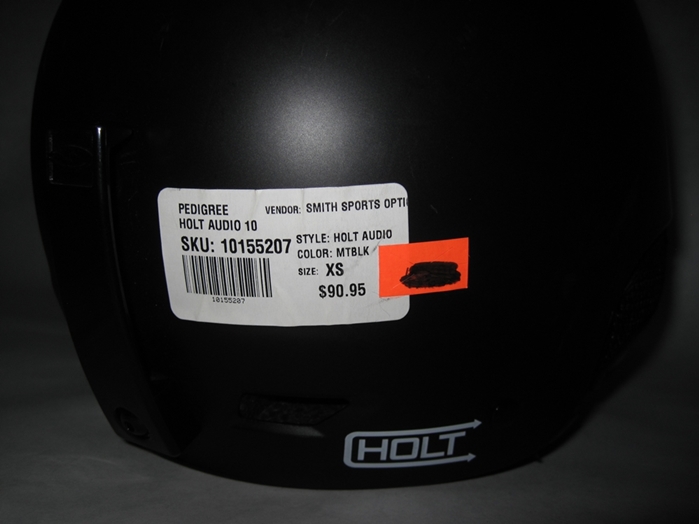 PEDIGREE
HOLT AUDIO 10
VENDOR: SMITH SPORTS OPTI
SKU: 10155207
STYLE: HOLT AUDIO
COLOR: MTBLK
SIZE: XS
$90.95
10155207
HOLT